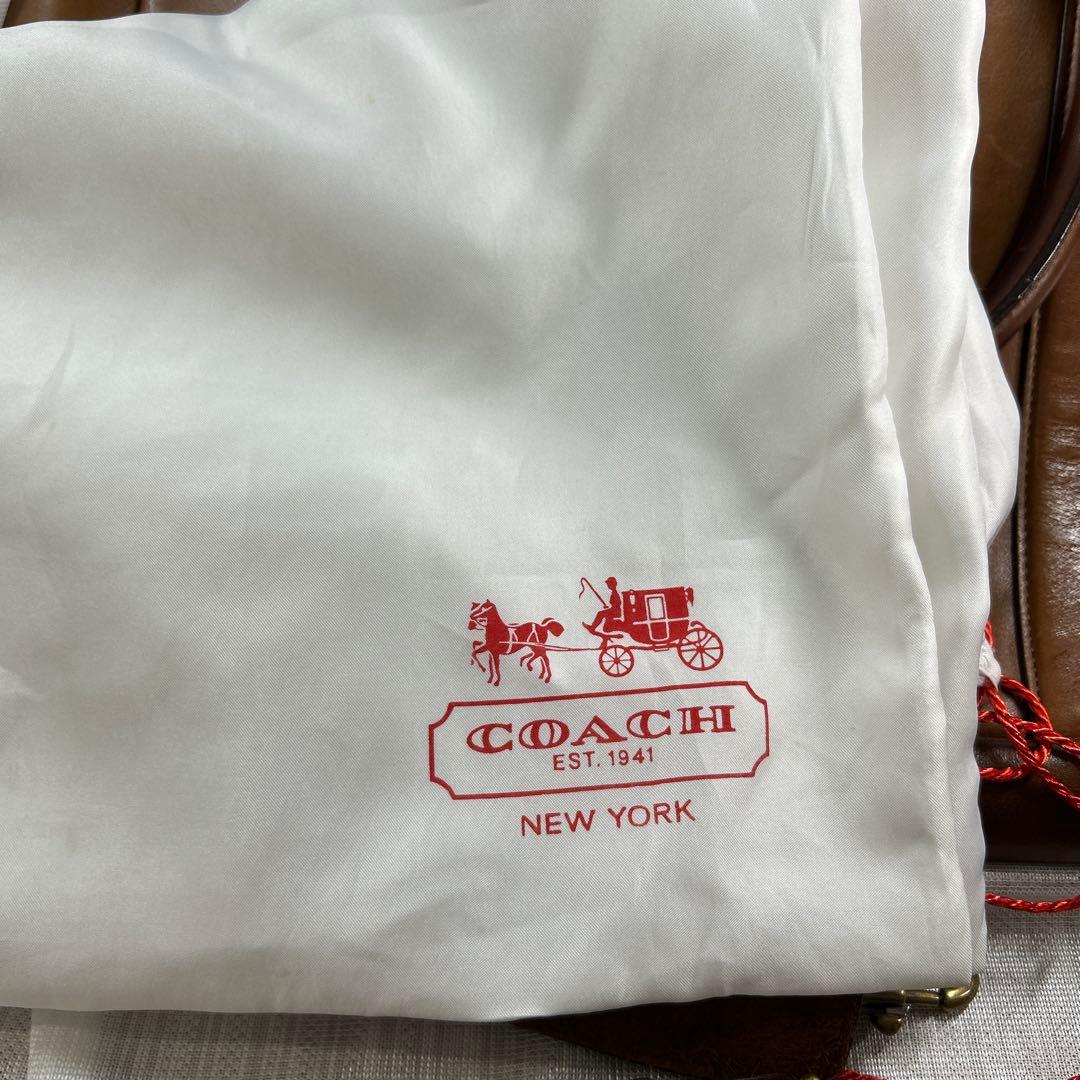 COACH
EST. 1941
NEW YORK